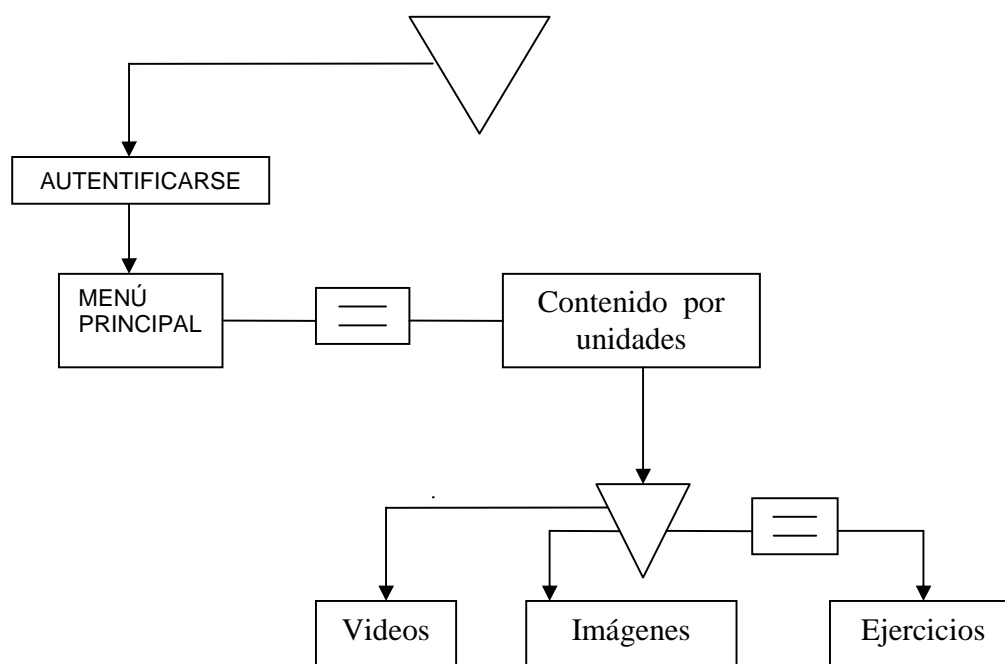 AUTENTIFICARSE
MENÚ
PRINCIPAL
Contenido por
unidades
Videos
Imágenes
Ejercicios